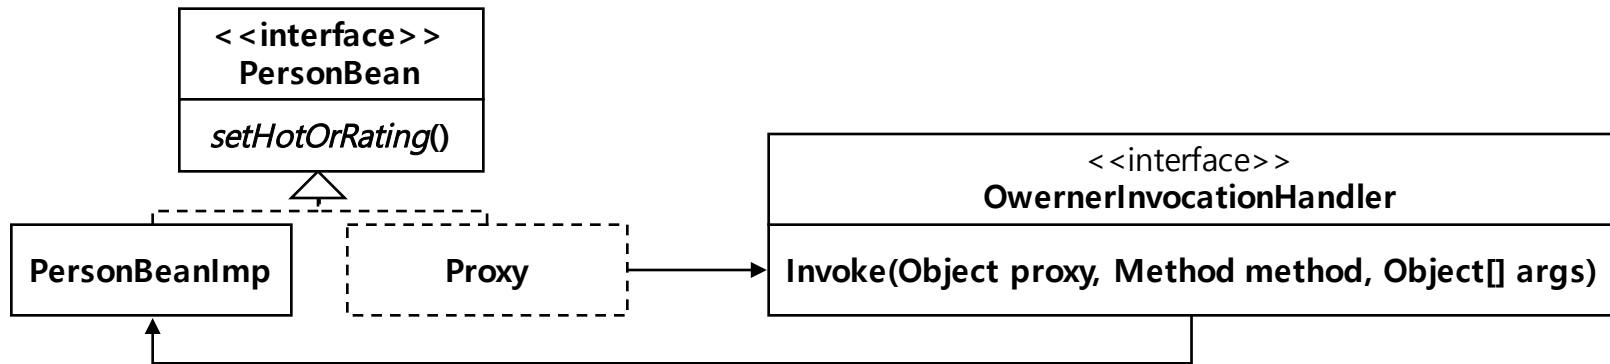 <<interface>>
PersonBean
setHotOrRating()
<<interface>>
OwernerInvocationHandler
PersonBeanImp
Proxy
Invoke(Object proxy, Method method, Object[] args)